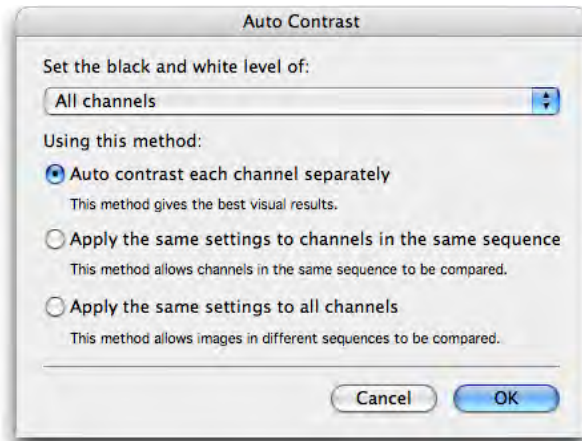 Auto Contrast
Set the black and white level of:
All channels
Using this method:
Auto contrast each channel separately
This method gives the best visual results.
Apply the same settings to channels in the same sequence
This method allows channels in the same sequence to be compared.
Apply the same settings to all channels
This method allows images in different sequences to be compared.
Cancel
OK